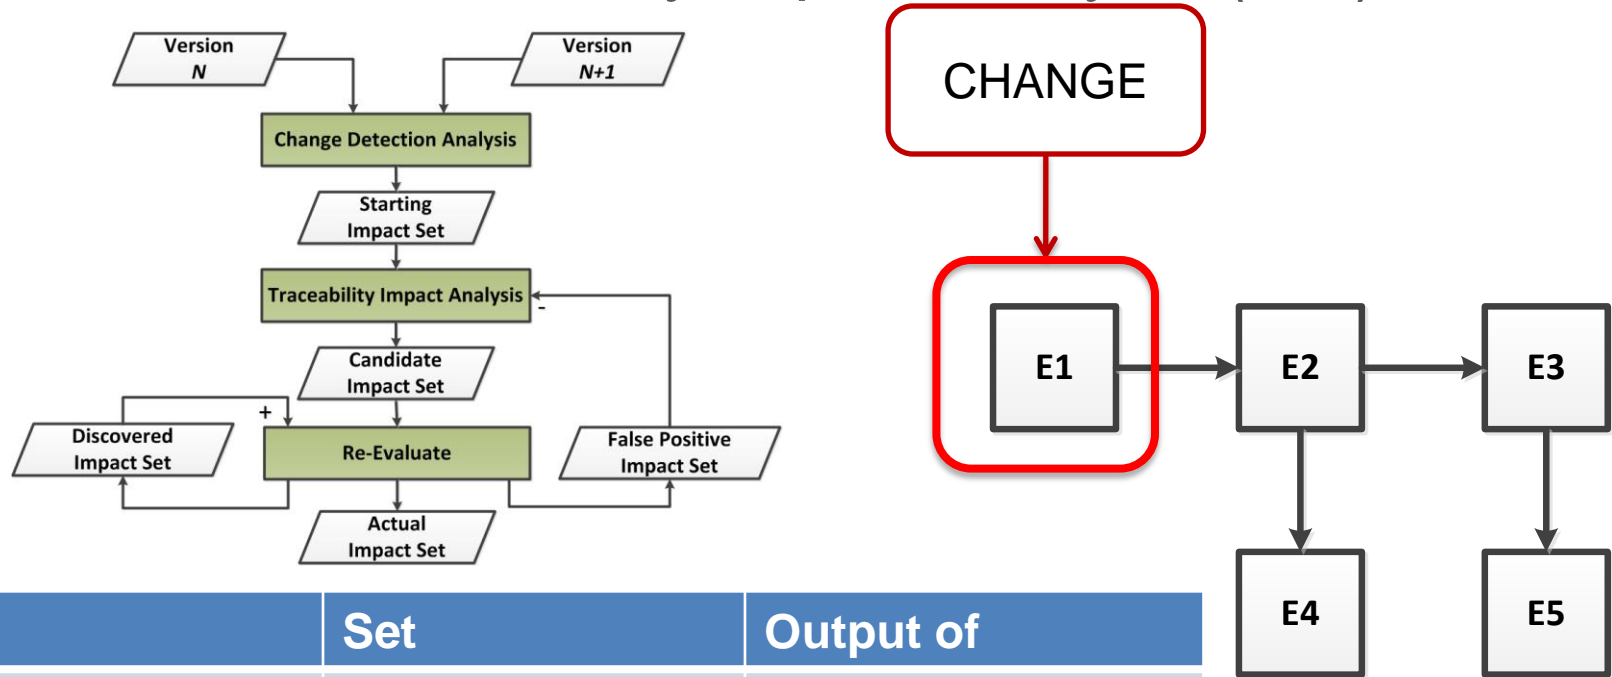 Version
N
Version
N+1
CHANGE
Change Detection Analysis
Starting
Impact Set
Traceability Impact Analysis
-
Candidate
Impact Set
+
Discovered
Impact Set
Re-Evaluate
False Positive
Impact Set
Actual
Impact Set
E1
E2
E3
E4
E5
Set
Output of